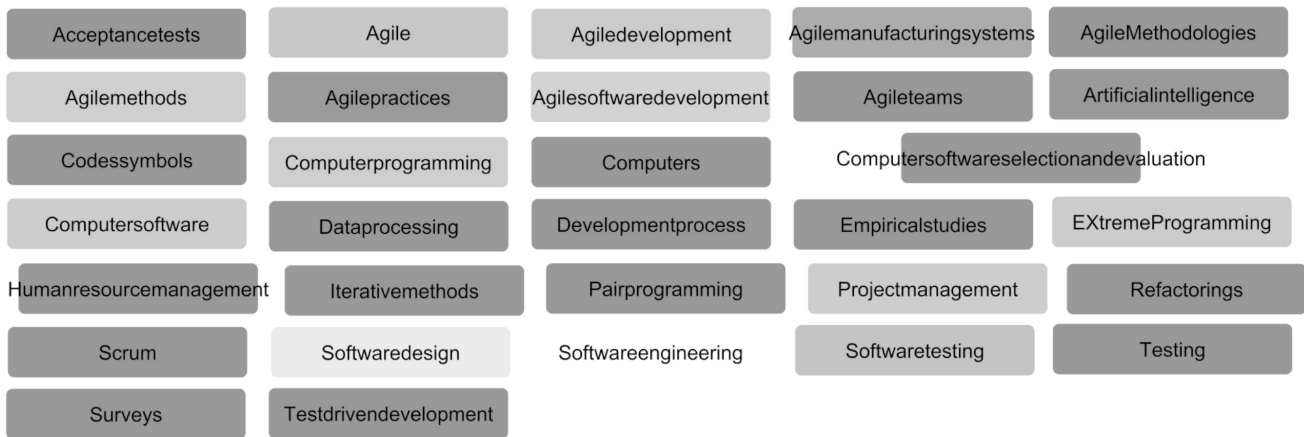 Acceptancetests Agile Agiledevelopment Agilemanufacturingsystems AgileMethodologies
Agilemethods Agilepractices Agilesoftwaredevelopment Agileteams Artificialintelligence
Codessymbols Computerprogramming Computers Computersoftwareselectionandevaluation
Computersoftware Dataprocessing Developmentprocess Empiricalstudies EXtremeProgramming
Humanresourcemanagement Iterativemethods Pairprogramming Projectmanagement Refactorings
Scrum Softwaredesign Softwareengineering Softwaretesting Testing
Surveys Testdrivendevelopment